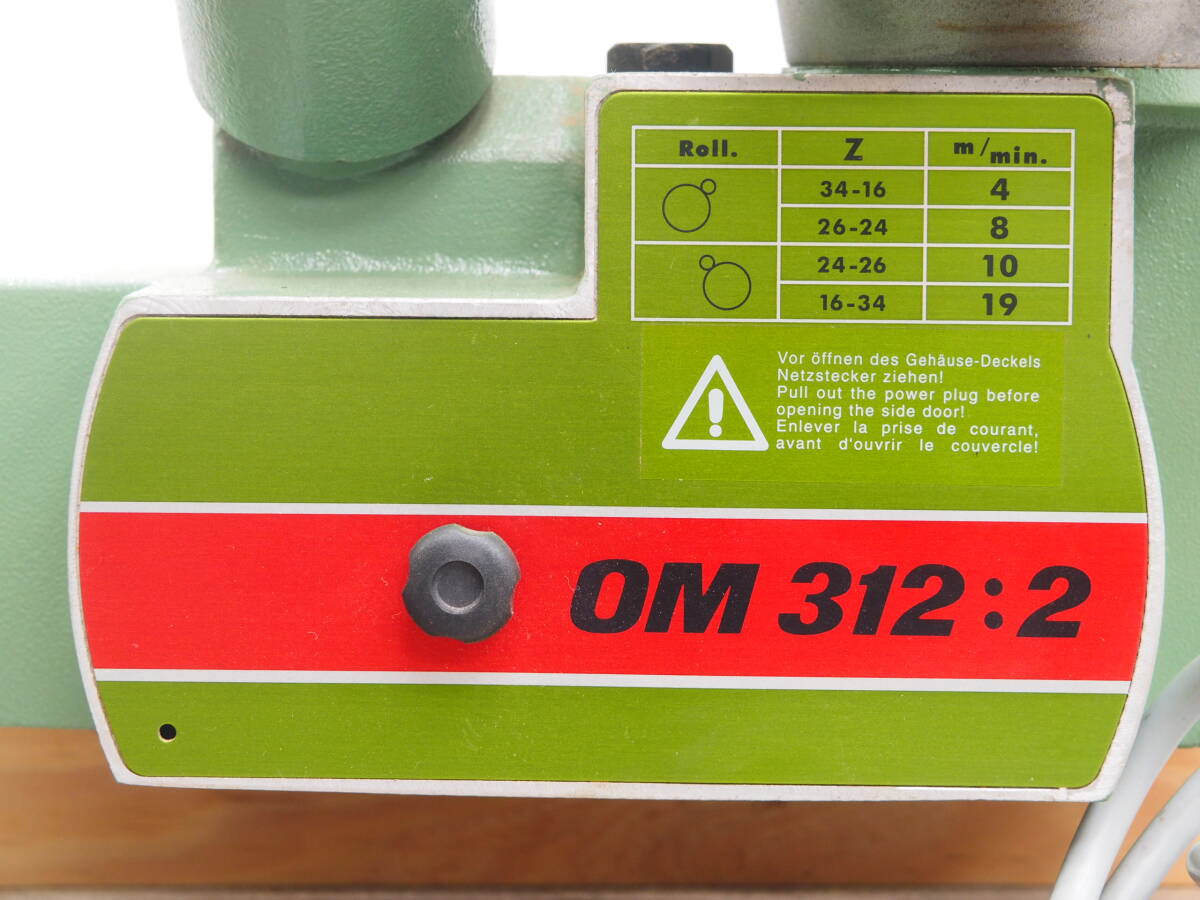 Roll. Z m/min.
34-16 4
26-24 8
24-26 10
16-34 19
Vor öffnen des Gehäuse-Deckels
Netzstecker ziehen!
Pull out the power plug before
opening the side door!
Enlever la prise de courant,
avant d'ouvrir le couvercle!
OM 312:2